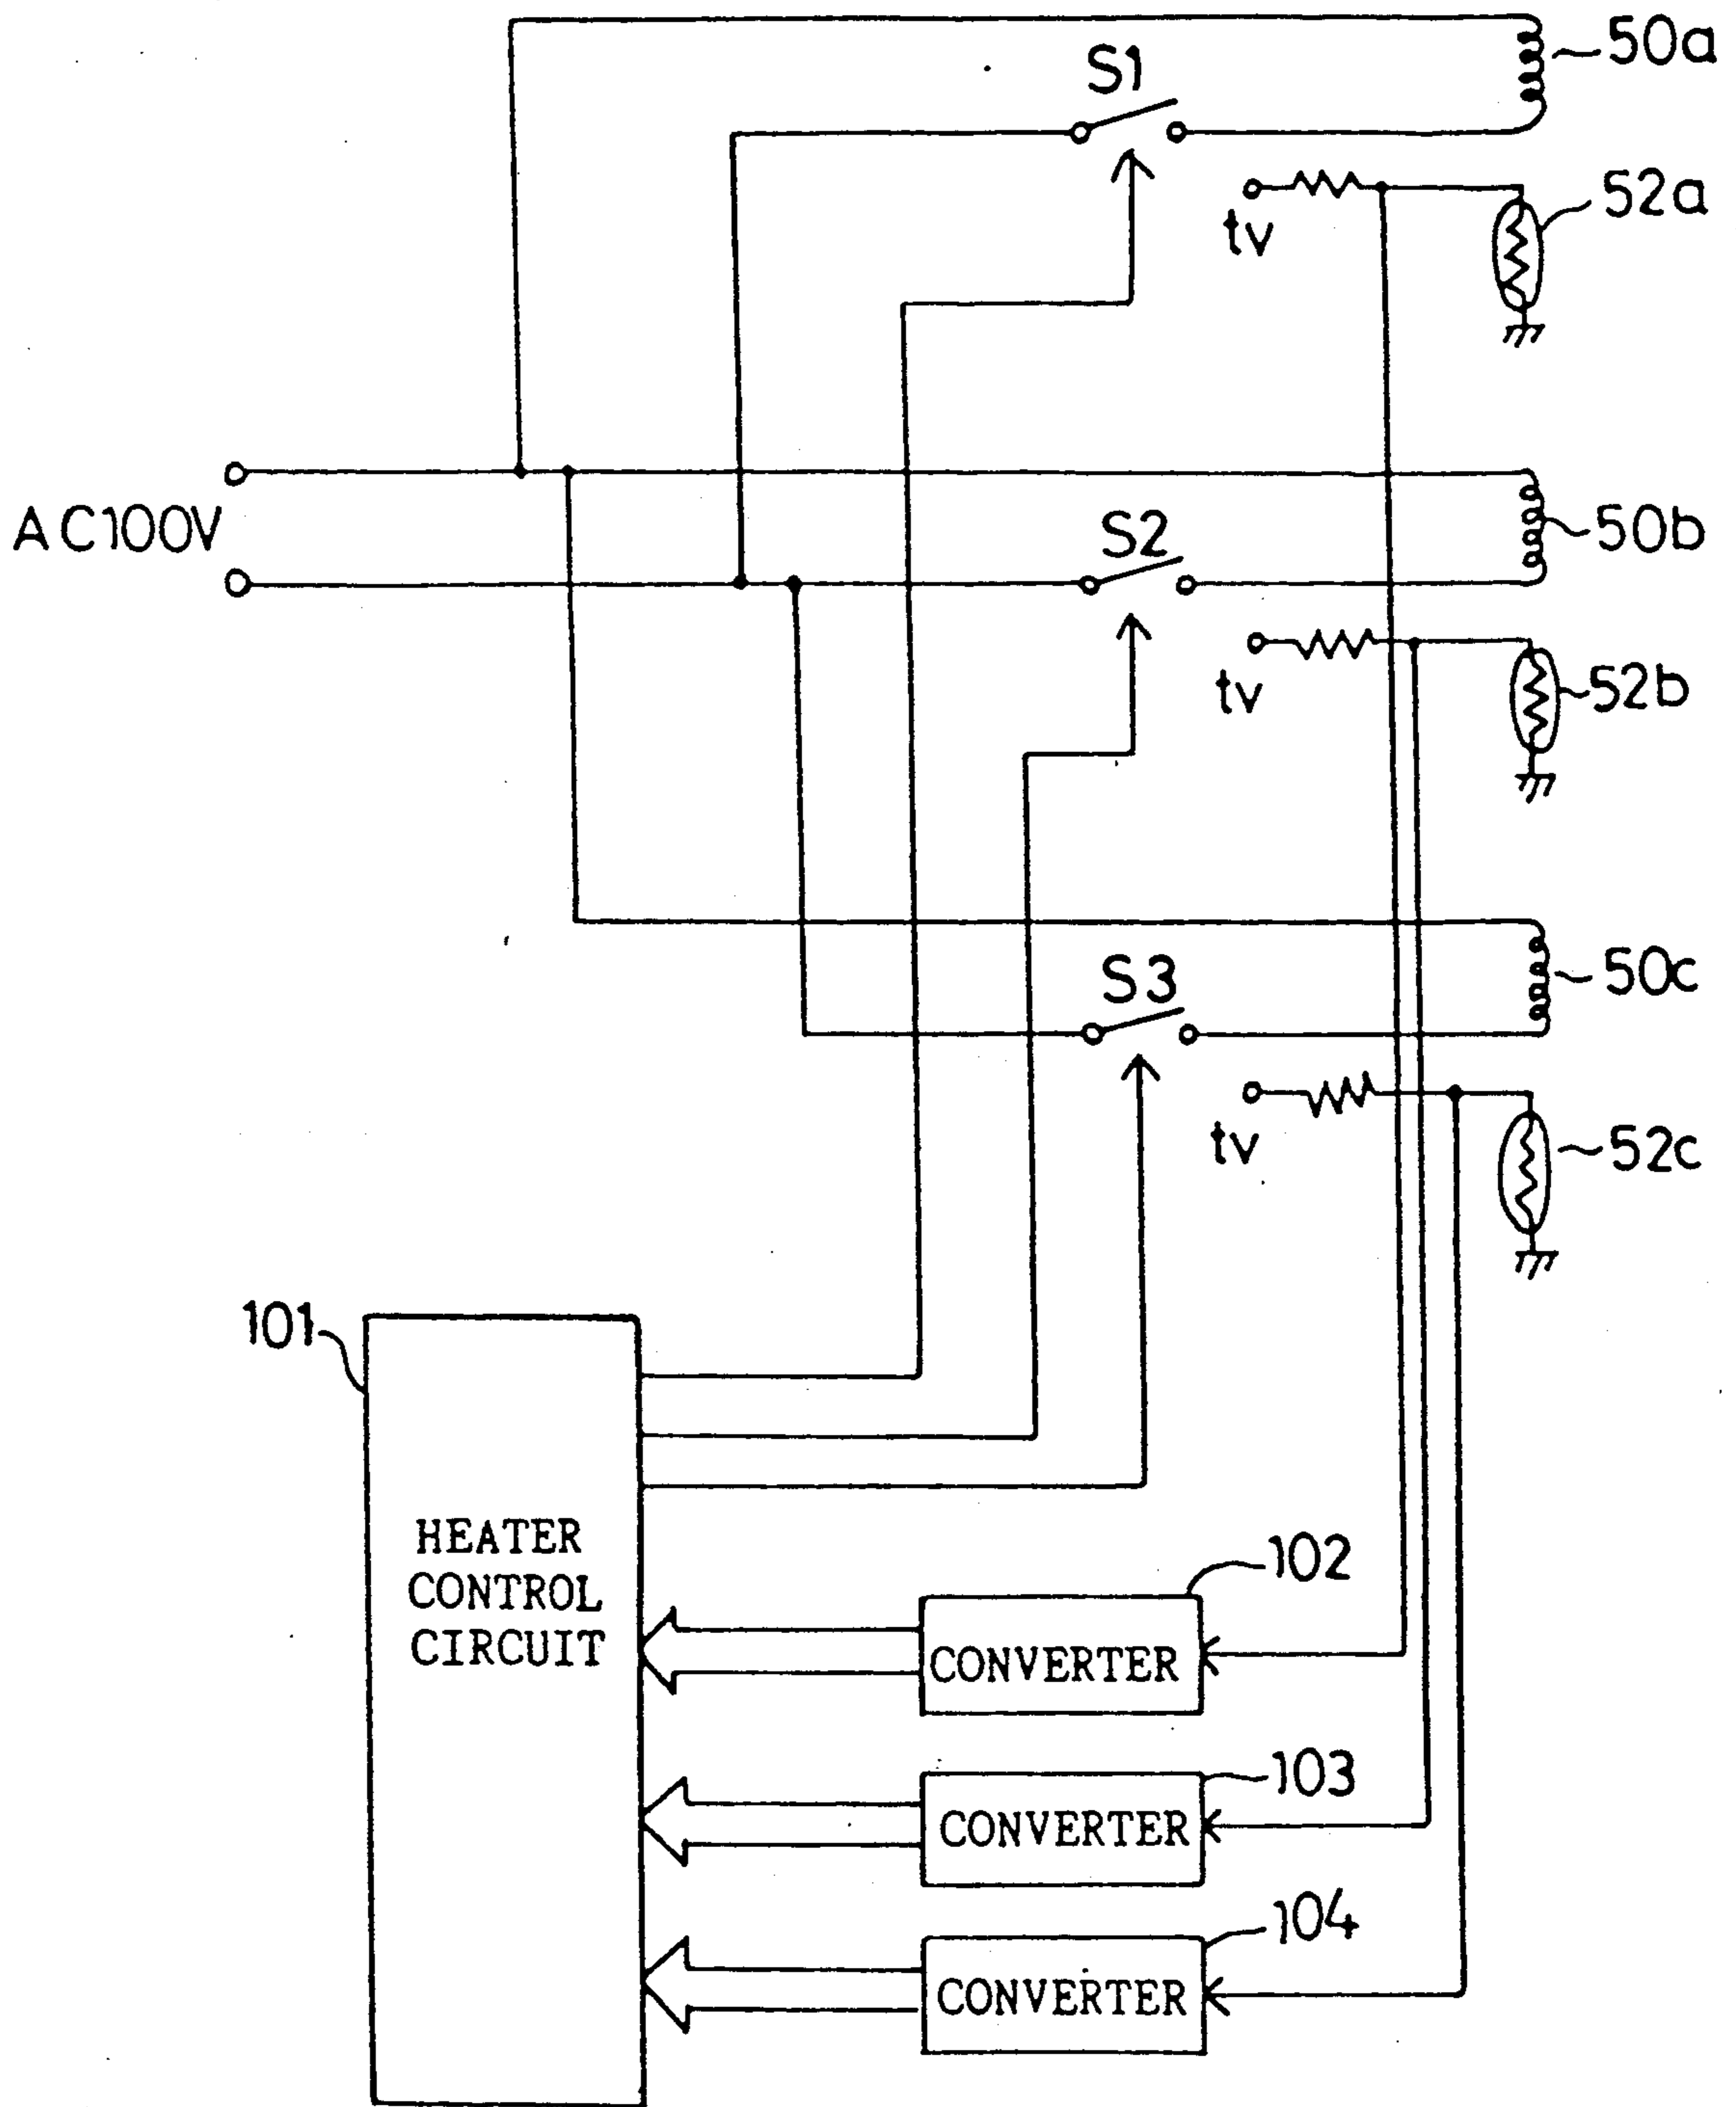 50a
S1
52a
tv
AC100V
S2
50b
tv
52b
S3
50c
tv
52c
101
HEATER
CONTROL
CIRCUIT
102
CONVERTER
103
CONVERTER
104
CONVERTER